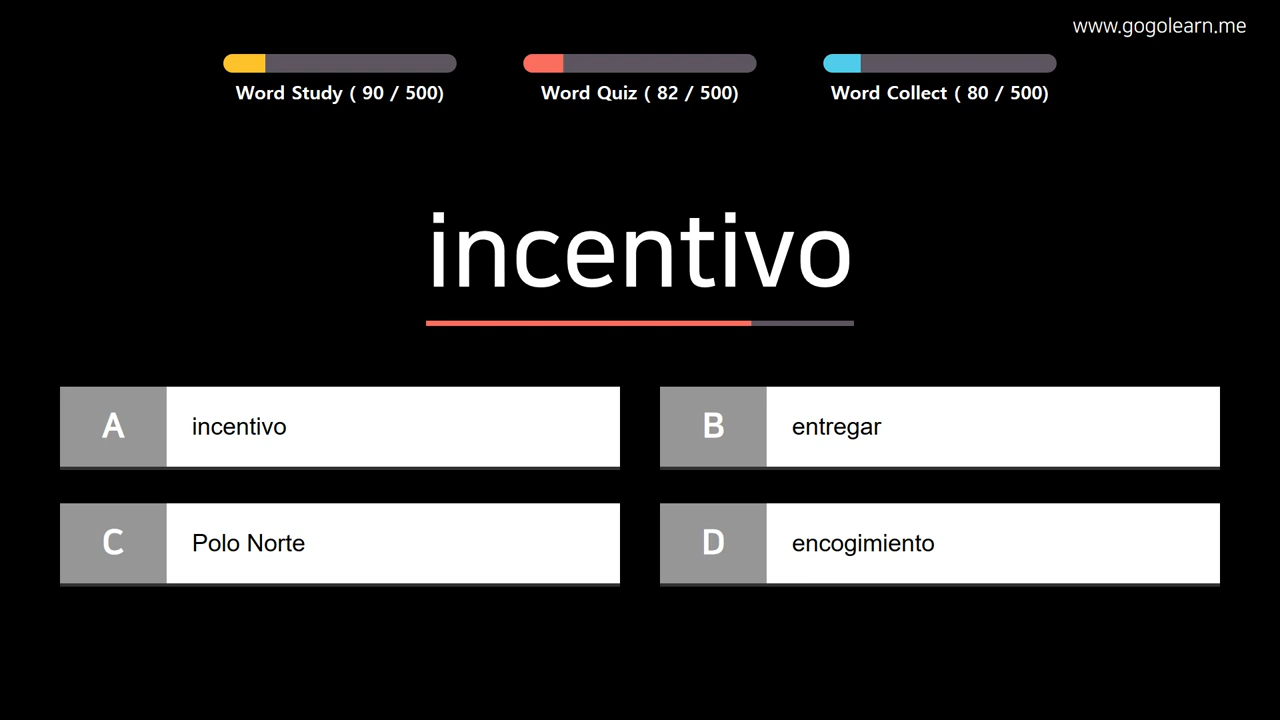 www.gogolearn.me
Word Study ( 90 / 500)
Word Quiz ( 82 / 500)
Word Collect ( 80 / 500)
incentivo
A incentivo
B entregar
C Polo Norte
D encogimiento